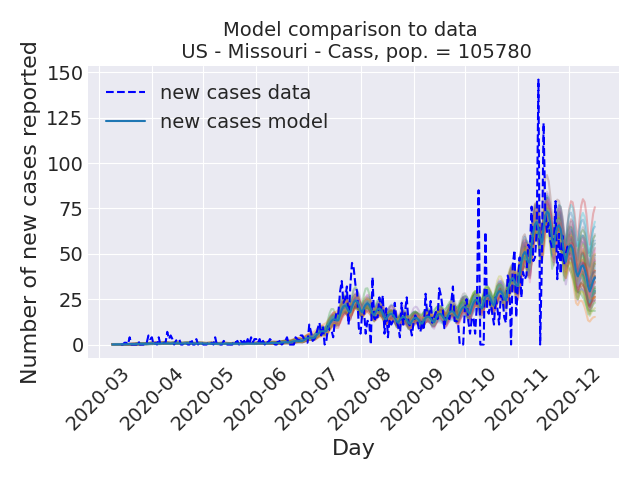 Model comparison to data
US - Missouri - Cass, pop. = 105780
Number of new cases reported
150
125
100
75
50
25
0
new cases data
new cases model
2020-03
2020-04
2020-05
2020-06
2020-07
2020-08
2020-09
2020-10
2020-11
2020-12
Day